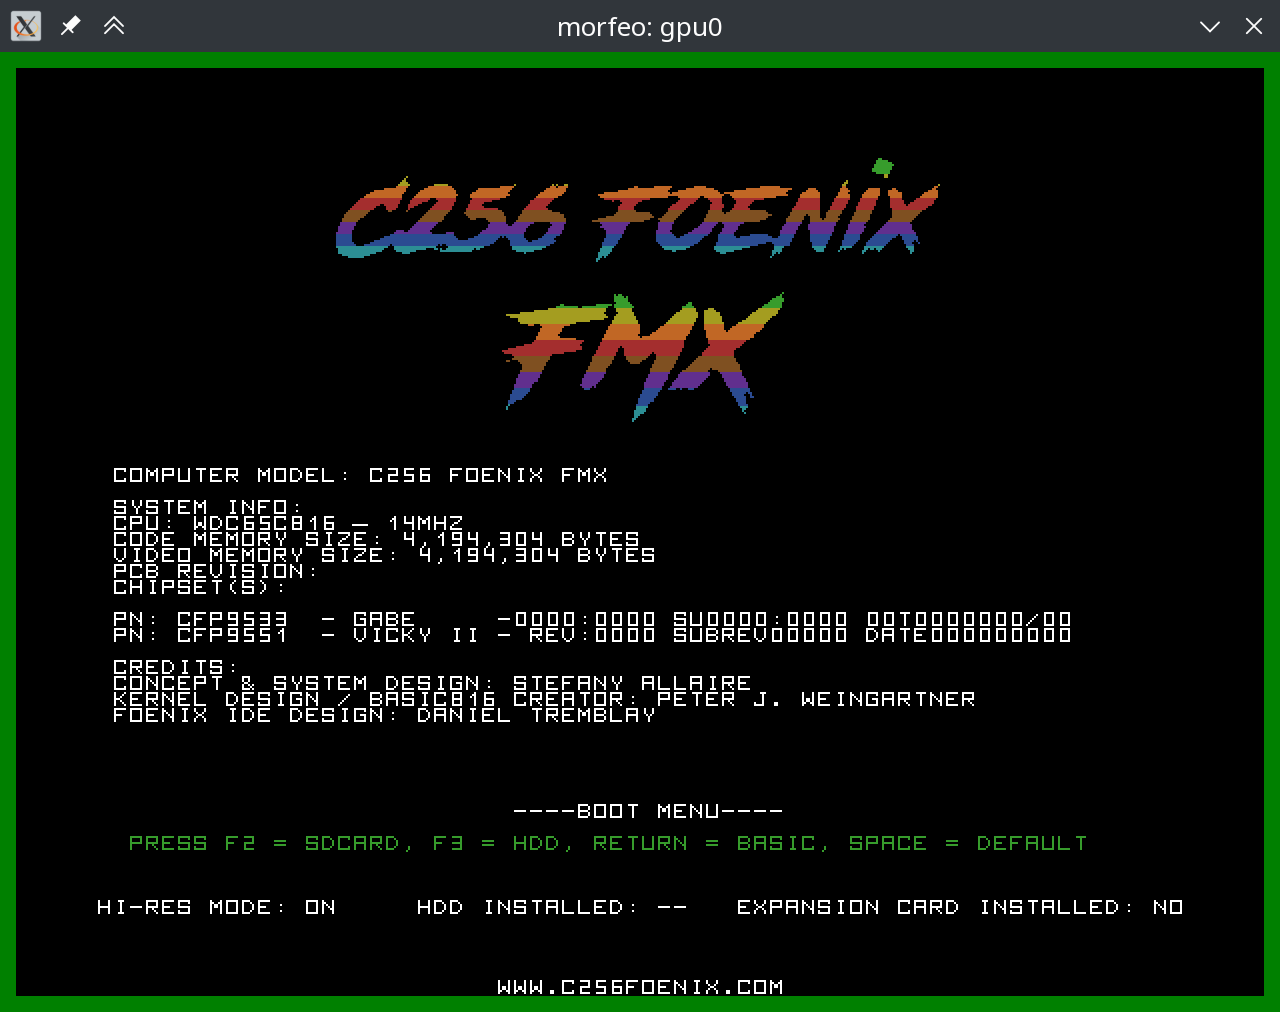 morfeo: gpu0
C256 FOENIX
FMX
COMPUTER MODEL: C256 FOENIX FMX
SYSTEM INFO:
CPU: WDC65C816 – 14MHZ
CODE MEMORY SIZE: 4,194,304 BYTES
VIDEO MEMORY SIZE: 4,194,304 BYTES
PCB REVISION:
CHIPSET(S):
PN: CFP9533  - GABE     -0000:0000 SU0000:0000 00T0000000/00
PN: CFP9551  - VICKY II - REV:0000 SUBREV00000 DATE000000000
CREDITS:
CONCEPT & SYSTEM DESIGN: STEFANY ALLAIRE
KERNEL DESIGN / BASIC816 CREATOR: PETER J. WEINGARTNER
FOENIX IDE DESIGN: DANIEL TREMBLAY
----BOOT MENU----
PRESS F2 = SDCARD, F3 = HDD, RETURN = BASIC, SPACE = DEFAULT
HI-RES MODE: ON     HDD INSTALLED: --   EXPANSION CARD INSTALLED: NO
WWW.C256FOENIX.COM